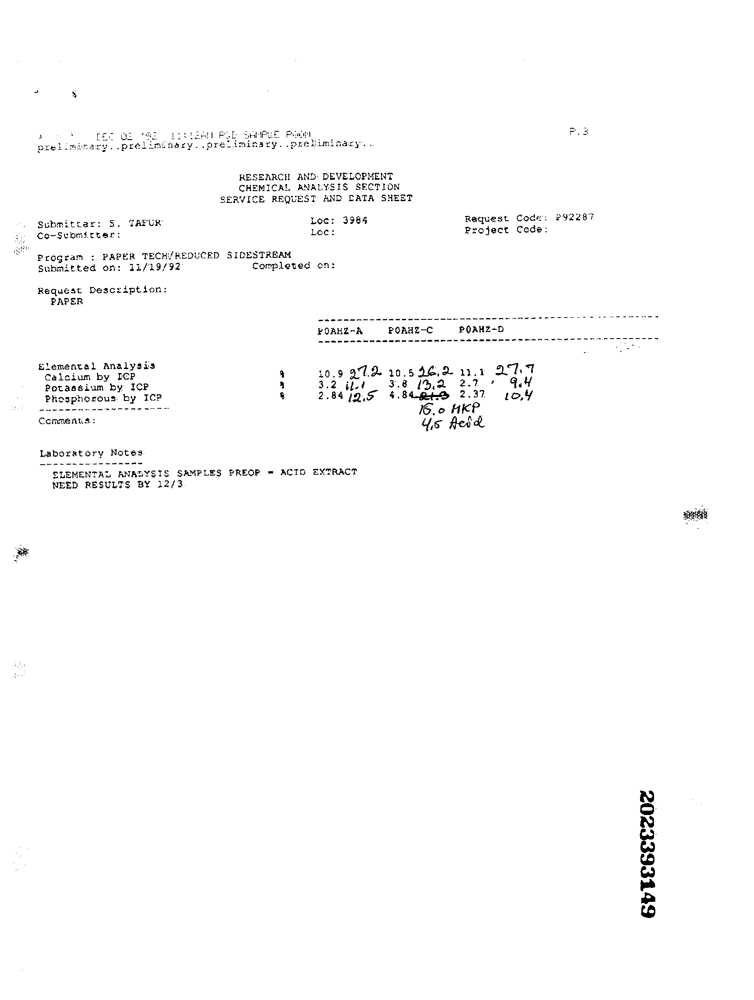 DEC 02 '92 11:12AM PSD SAMPLE ROOM P.3
preliminary..preliminary..preliminary..preliminary..
RESEARCH AND DEVELOPMENT
CHEMICAL ANALYSIS SECTION
SERVICE REQUEST AND DATA SHEET
Submitter: S. TAFUR Loc: 3984 Request Code: P92287
Co-Submitter: Loc: Project Code:
Program : PAPER TECH/REDUCED SIDESTREAM
Submitted on: 11/19/92 Completed on:
Request Description:
PAPER
POAHZ-A POAHZ-C POAHZ-D
Elemental Analysis
Calcium by ICP % 10.9 27.2 10.5 26.2 11.1 27.7
Potassium by ICP % 3.2 11.1 3.8 13.2 2.7 9.4
Phosphorous by ICP % 2.84 12.5 4.84 21.3 2.37 10.4
15.0 MKP
Comments: 4.5 Acid
Laboratory Notes
ELEMENTAL ANALYSIS SAMPLES PREOP - ACID EXTRACT
NEED RESULTS BY 12/3
2023393149